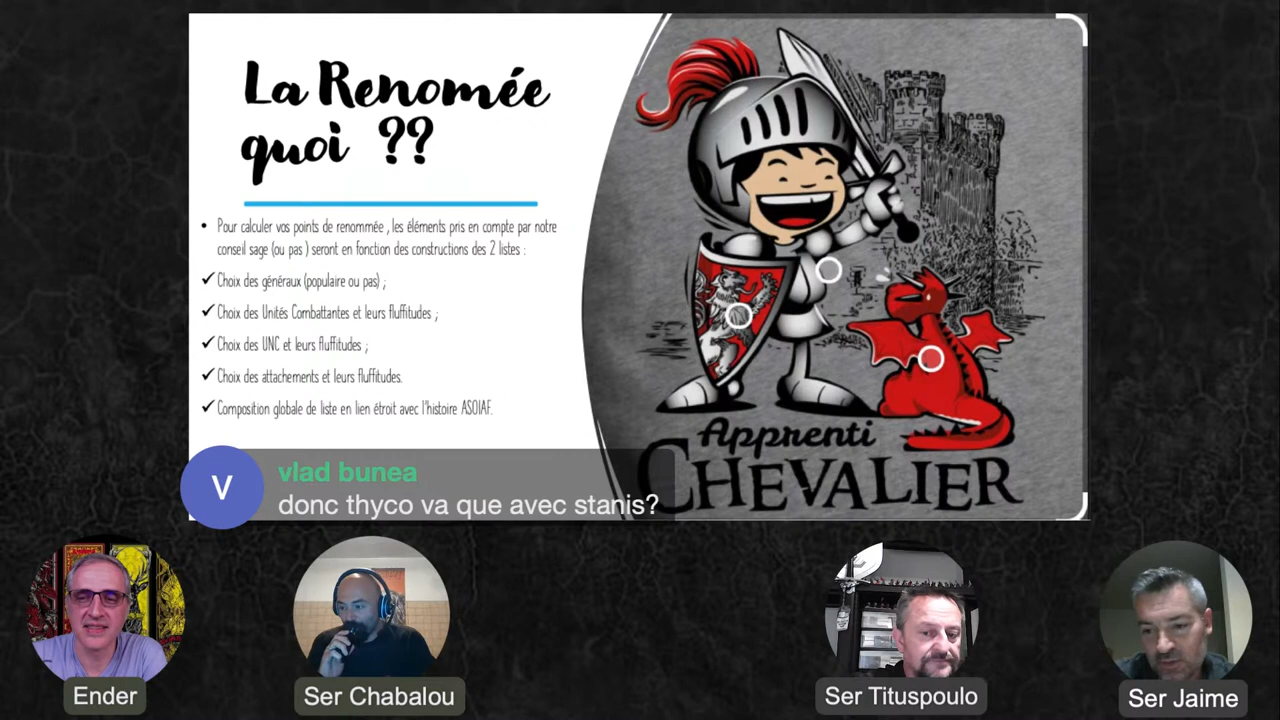 La Renomée
quoi ??
• Pour calculer vos points de renommée , les éléments pris en compte par notre
conseil sage (ou pas ) seront en fonction des constructions des 2 listes :
✓ Choix des généraux (populaire ou pas) ;
✓ Choix des Unités Combattantes et leurs fluffitudes ;
✓ Choix des UNC et leurs fluffitudes ;
✓ Choix des attachements et leurs fluffitudes.
✓ Composition globale de liste en lien étroit avec l'histoire ASOIAF.
Apprenti
CHEVALIER
V
vlad bunea
donc thyco va que avec stanis?
Ender
Ser Chabalou
Ser Tituspoulo
Ser Jaime